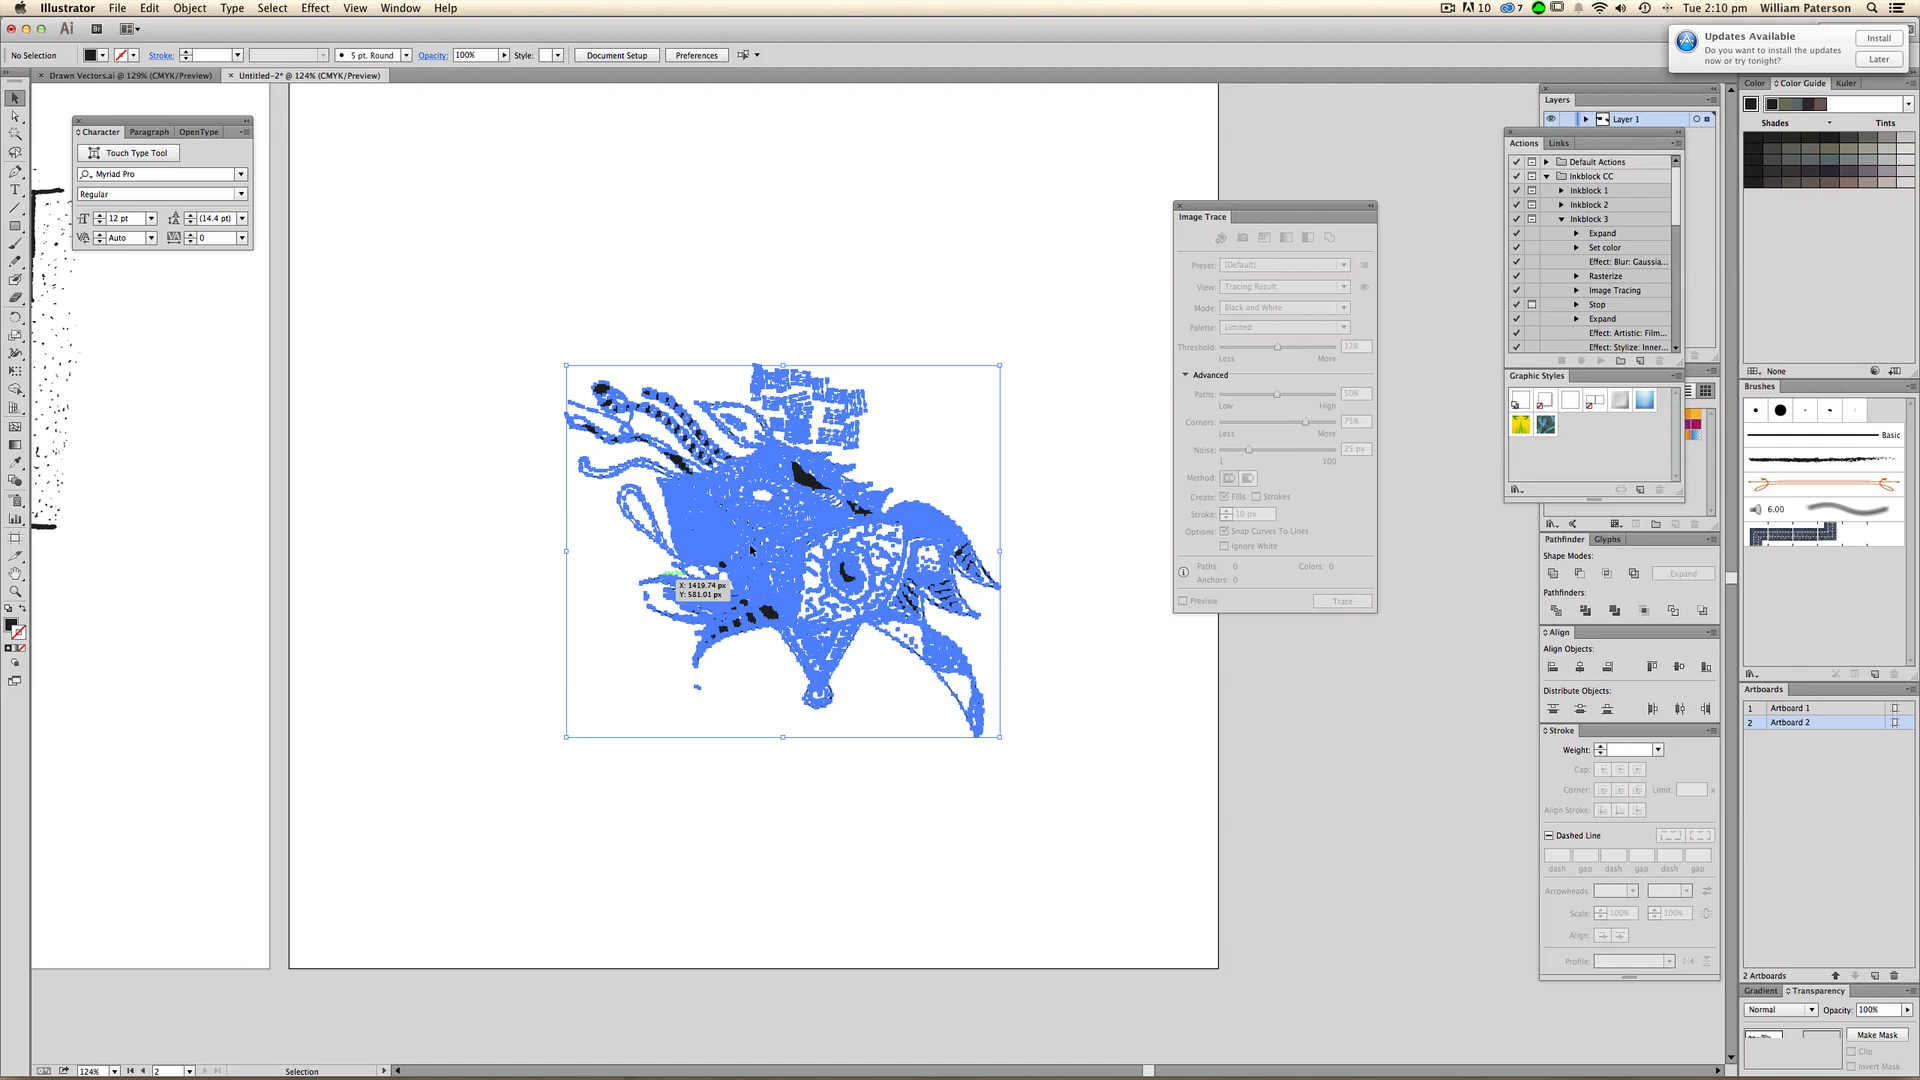 Illustrator File Edit Object Type Select Effect View Window Help
10 7 Tue 2:10 pm William Paterson
Ai Br
Updates Available
Do you want to install the updates
now or try tonight?
Install
Later
No Selection Stroke: 5 pt. Round Opacity: 100% Style: Document Setup Preferences
× Drawn Vectors.ai @ 129% (CMYK/Preview) × Untitled-2* @ 124% (CMYK/Preview)
Character Paragraph OpenType
Touch Type Tool
Myriad Pro
Regular
12 pt (14.4 pt)
Auto 0
X: 1419.74 px
Y: 581.01 px
Image Trace
Preset: [Default]
View: Tracing Result
Mode: Black and White
Palette: Limited
Threshold: 128
Less More
Advanced
Paths: 50%
Low High
Corners: 75%
Less More
Noise: 25 px
1 100
Method:
Create: Fills Strokes
Stroke: 10 px
Options: Snap Curves To Lines
Ignore White
Paths: 0 Colors: 0
Anchors: 0
Preview Trace
Layers
Layer 1
Actions Links
Default Actions
Inkblock CC
Inkblock 1
Inkblock 2
Inkblock 3
Expand
Set color
Effect: Blur: Gaussia...
Rasterize
Image Tracing
Stop
Expand
Effect: Artistic: Film...
Effect: Stylize: Inner...
Graphic Styles
Pathfinder Glyphs
Shape Modes:
Expand
Pathfinders:
Align
Align Objects:
Distribute Objects:
Stroke
Weight:
Cap:
Corner: Limit: x
Align Stroke:
Dashed Line
dash gap dash gap dash gap
Arrowheads:
Scale: 100% 100%
Align:
Profile:
Color Color Guide Kuler
Shades Tints
None
Brushes
Basic
6.00
Artboards
1 Artboard 1
2 Artboard 2
2 Artboards
Gradient Transparency
Normal Opacity: 100%
Make Mask
Clip
Invert Mask
124% 2 Selection